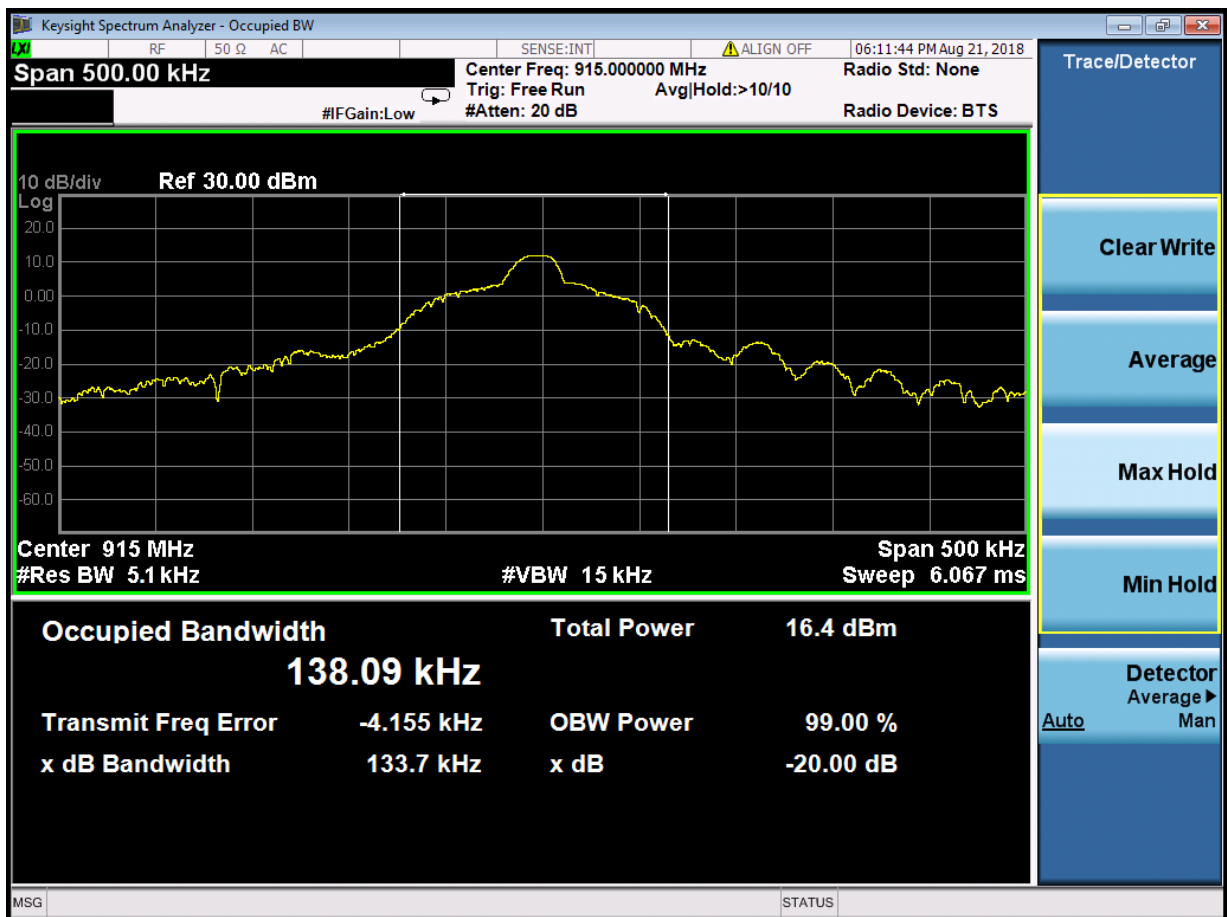 Keysight Spectrum Analyzer - Occupied BW
LXI RF 50 Ω AC SENSE:INT ALIGN OFF 06:11:44 PM Aug 21, 2018
Span 500.00 kHz
Center Freq: 915.000000 MHz
Radio Std: None
Trig: Free Run Avg|Hold:>10/10
#IFGain:Low
#Atten: 20 dB
Radio Device: BTS
10 dB/div Ref 30.00 dBm
Log
20.0
10.0
0.00
-10.0
-20.0
-30.0
-40.0
-50.0
-60.0
Center 915 MHz
Span 500 kHz
#Res BW 5.1 kHz
#VBW 15 kHz
Sweep 6.067 ms
Occupied Bandwidth
138.09 kHz
Total Power 16.4 dBm
Transmit Freq Error -4.155 kHz
OBW Power 99.00 %
x dB Bandwidth 133.7 kHz
x dB -20.00 dB
Trace/Detector
Clear Write
Average
Max Hold
Min Hold
Detector
Average
Auto Man
MSG
STATUS